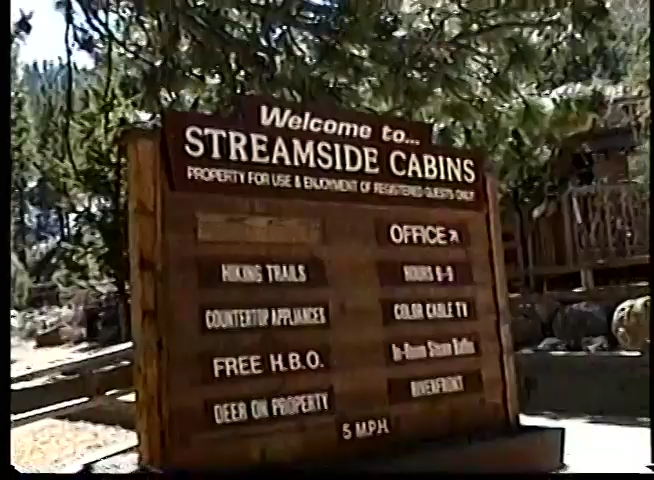 Welcome to...
STREAMSIDE CABINS
PROPERTY FOR USE & ENJOYMENT OF REGISTERED GUESTS ONLY
OFFICE↗
HIKING TRAILS
HOURS 8-9
COUNTERTOP APPLIANCES
COLOR CABLE TV
FREE H.B.O.
In-Room Steam Baths
DEER ON PROPERTY
RIVERFRONT
5 M.P.H.